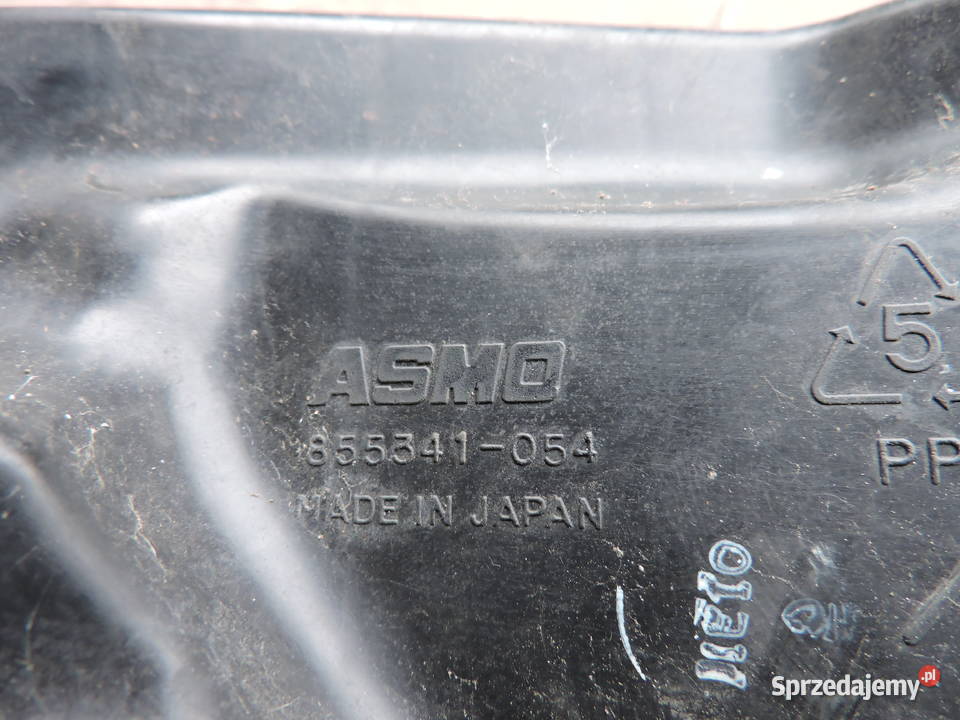 ASMO
855341-054
MADE IN JAPAN
5
PP
Sprzedajemy.pl